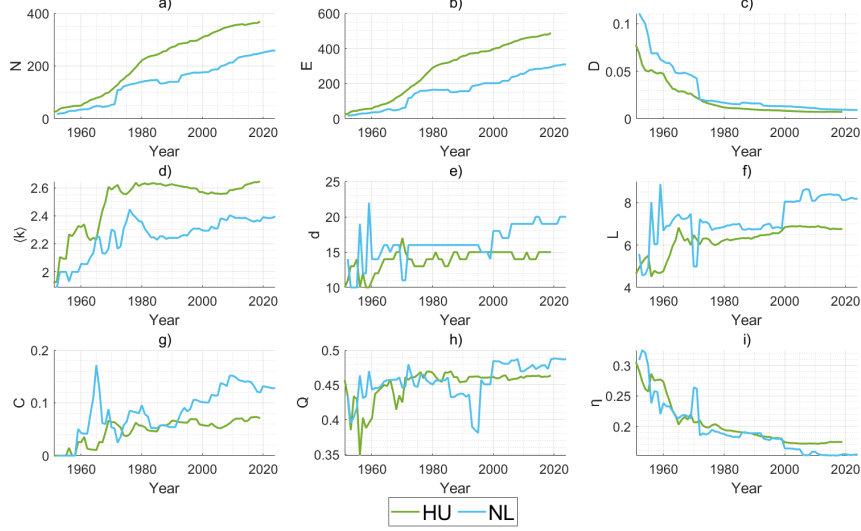 a) b) c)
400 600 0.1
200 400 0.05
200
0 0 0
N E D
1960 1980 2000 2020 1960 1980 2000 2020 1960 1980 2000 2020
Year Year Year
d) e) f)
2.6 25 8
2.4 20 6
2.2 15
2 10 4
⟨k⟩ d L
1960 1980 2000 2020 1960 1980 2000 2020 1960 1980 2000 2020
Year Year Year
g) h) i)
0.2 0.5 0.3
0.1 0.45 0.2
0.4
0 0.35
C Q η
1960 1980 2000 2020 1960 1980 2000 2020 1960 1980 2000 2020
Year Year Year
HU NL